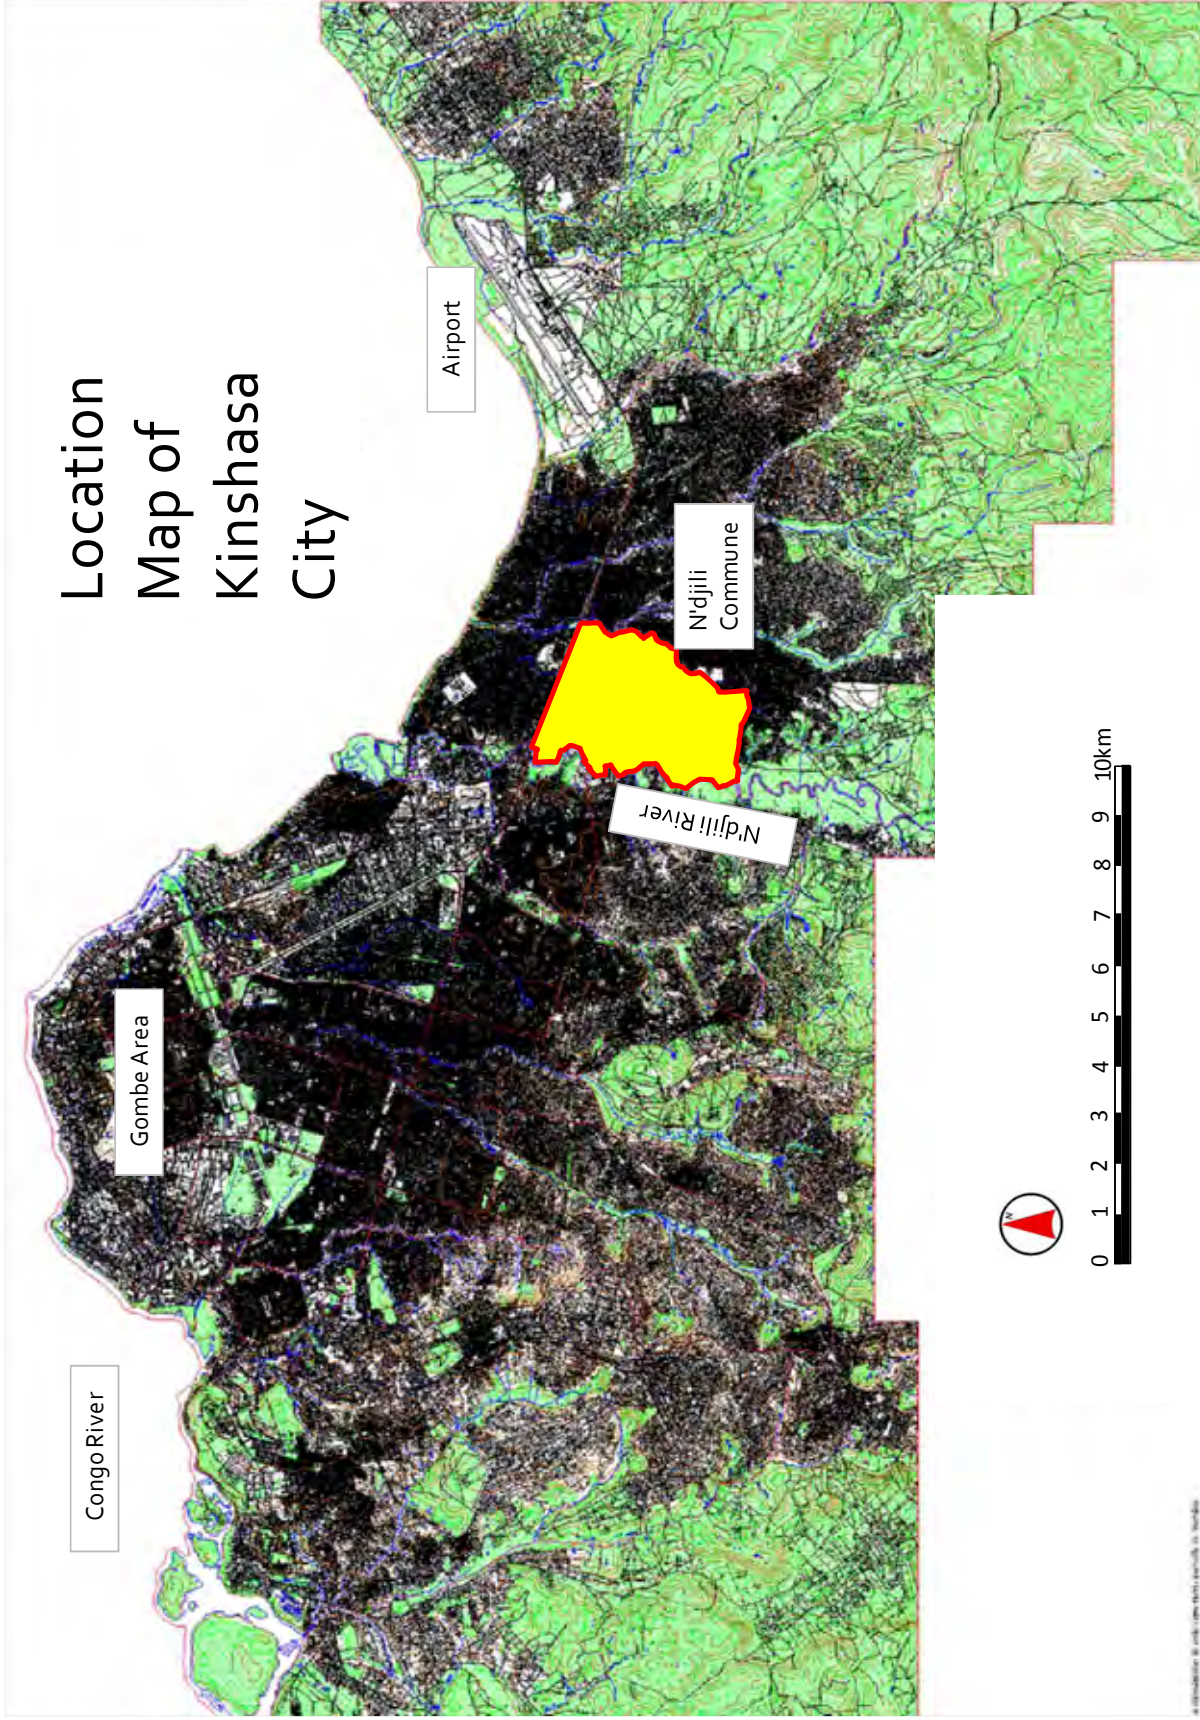 Location
Map of
Kinshasa
City
Congo River
Gombe Area
Airport
N'djili
Commune
N'djili River
N
0 1 2 3 4 5 6 7 8 9 10km